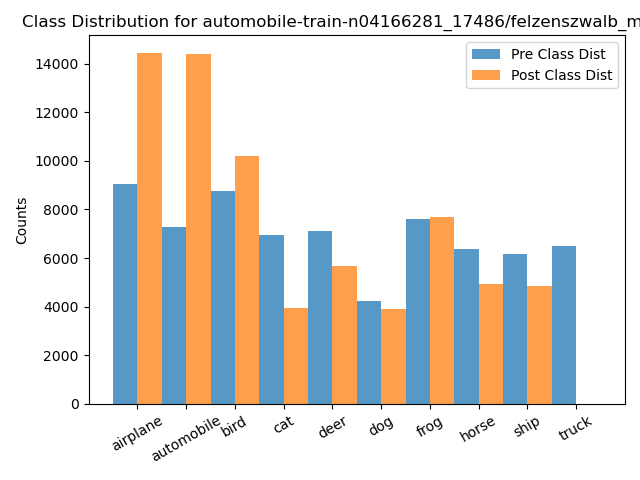 Class Distribution for automobile-train-n04166281_17486/felzenszwalb_m
Pre Class Dist
Post Class Dist
14000
12000
10000
8000
6000
4000
2000
0
Counts
airplane
automobile
bird
cat
deer
dog
frog
horse
ship
truck